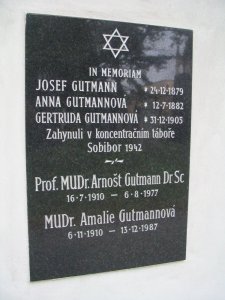 IN MEMORIAM
JOSEF GUTMANN * 24-12-1879
ANNA GUTMANNOVÁ * 12-7-1882
GERTRUDA GUTMANNOVÁ * 31-12-1903
Zahynuli v koncentračním táboře
Sobibor 1942
Prof. MUDr. Arnošt Gutmann Dr Sc
16-7-1910 – 6-8-1977
MUDr. Amalie Gutmannová
6-11-1910 – 13-12-1987